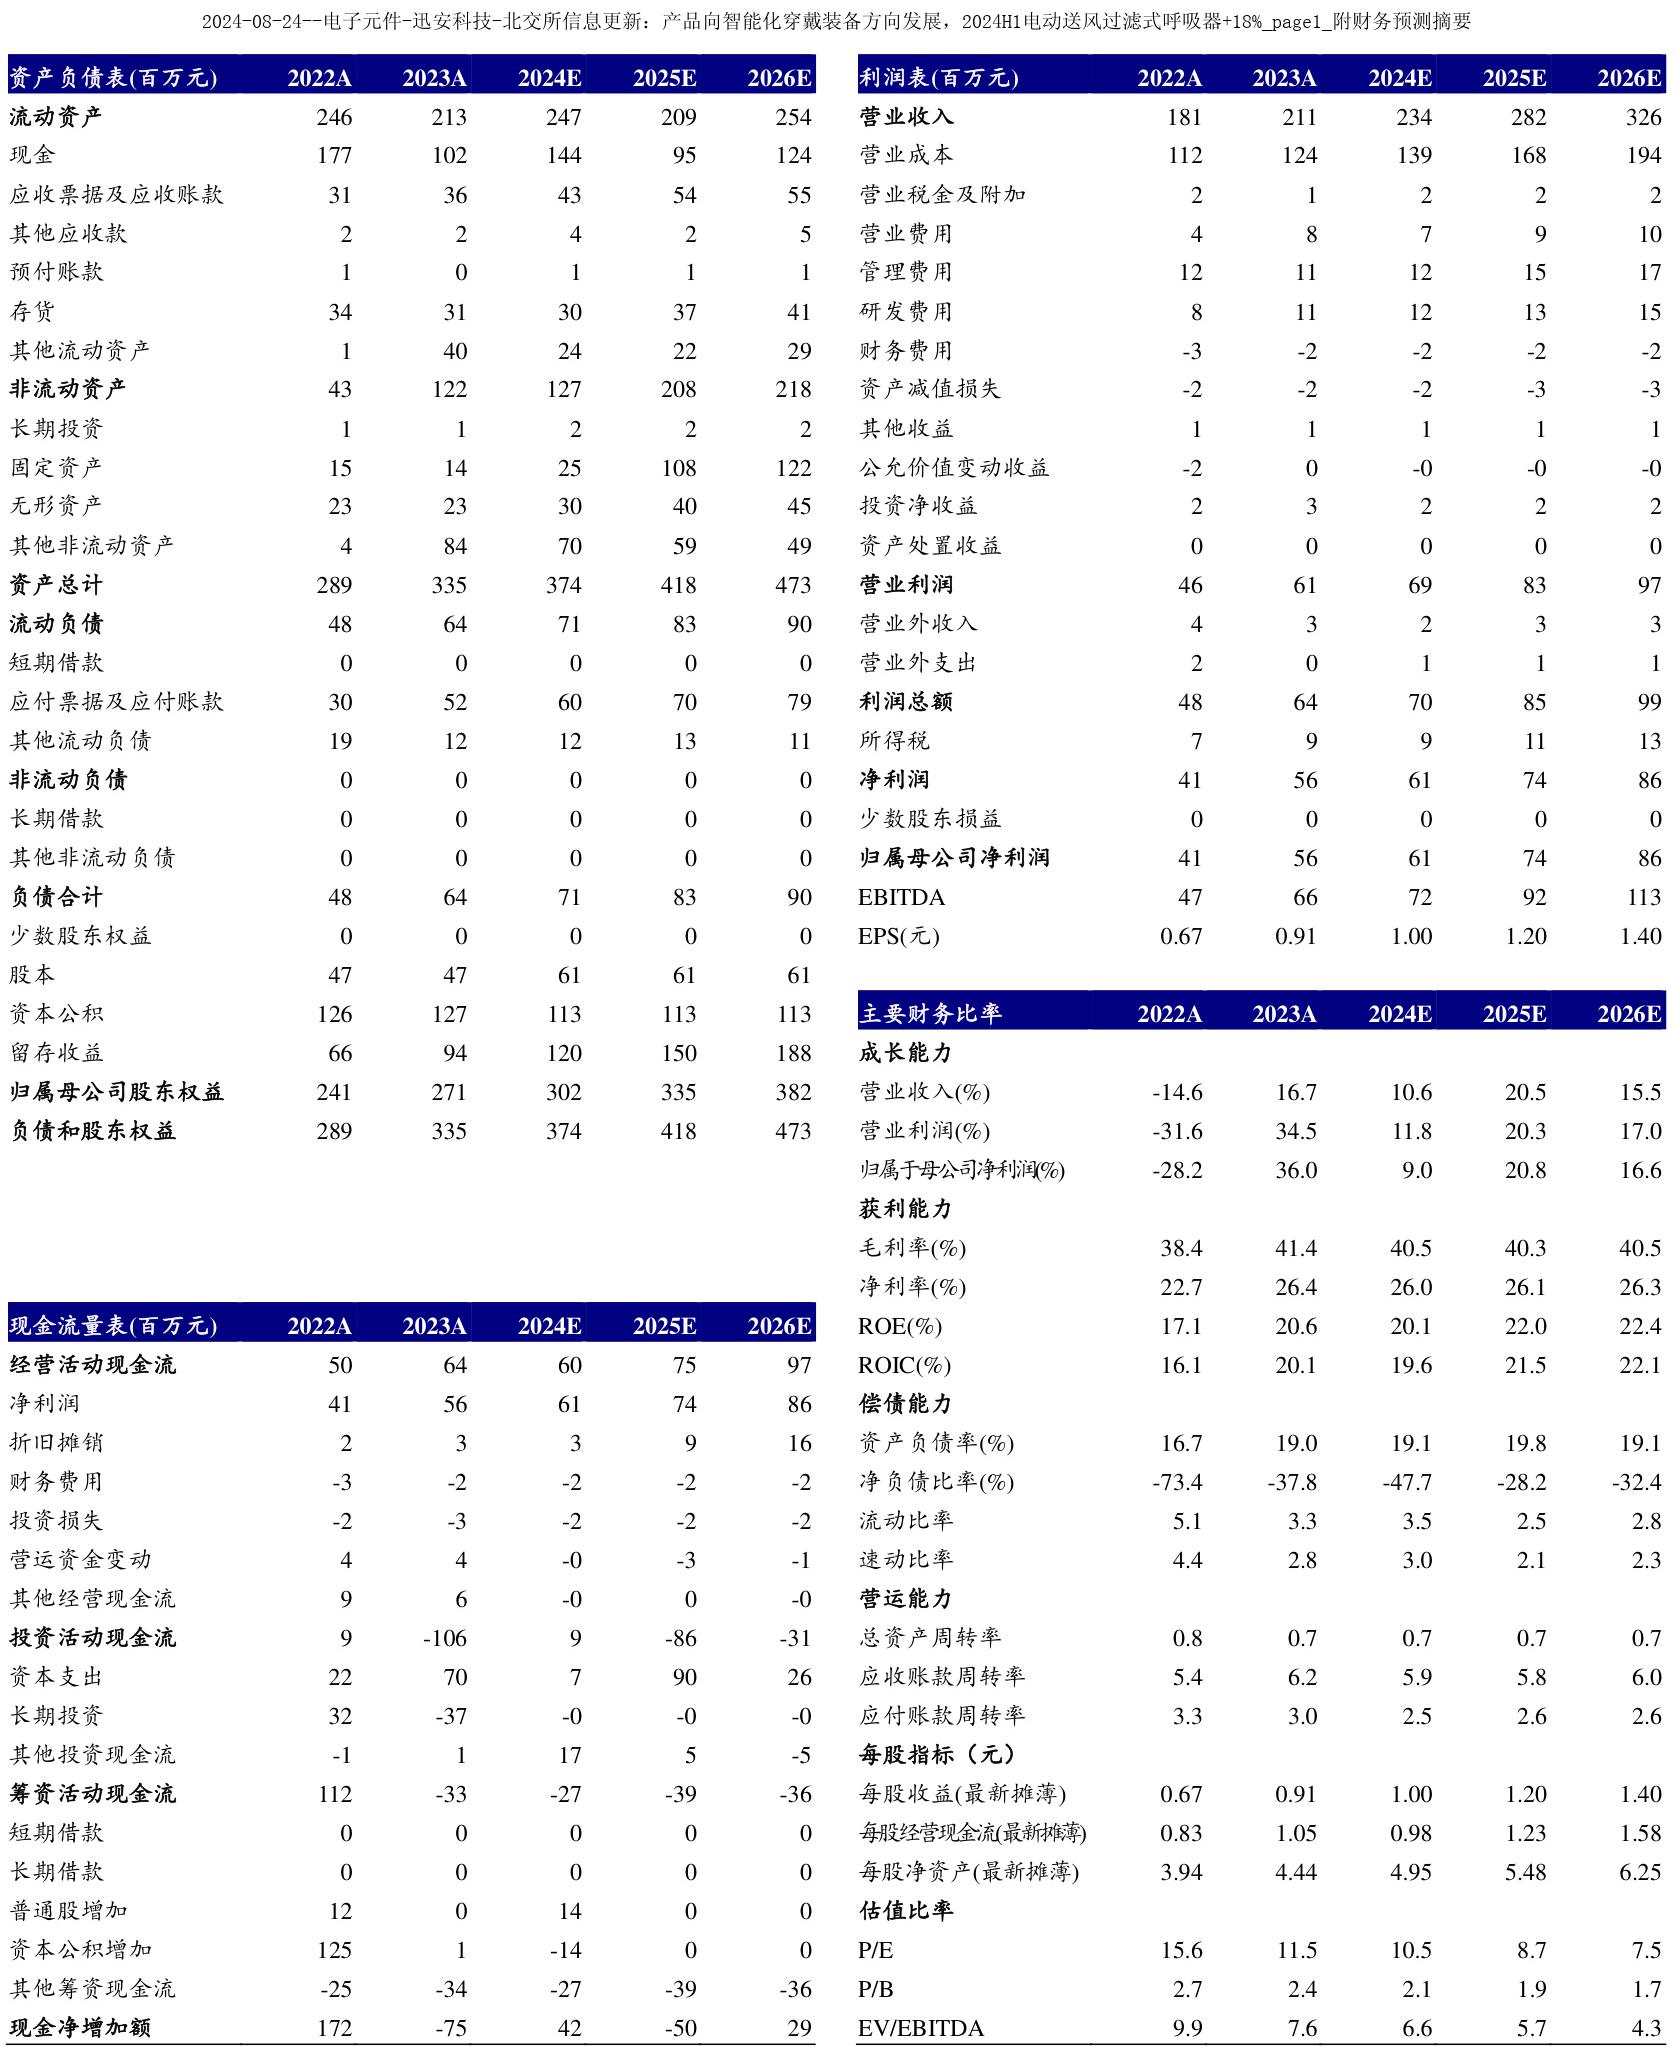 2024-08-24--电子元件-迅安科技-北交所信息更新：产品向智能化穿戴装备方向发展，2024H1电动送风过滤式呼吸器+18%_page1_附财务预测摘要
资产负债表(百万元) 2022A 2023A 2024E 2025E 2026E
流动资产 246 213 247 209 254
现金 177 102 144 95 124
应收票据及应收账款 31 36 43 54 55
其他应收款 2 2 4 2 5
预付账款 1 0 1 1 1
存货 34 31 30 37 41
其他流动资产 1 40 24 22 29
非流动资产 43 122 127 208 218
长期投资 1 1 2 2 2
固定资产 15 14 25 108 122
无形资产 23 23 30 40 45
其他非流动资产 4 84 70 59 49
资产总计 289 335 374 418 473
流动负债 48 64 71 83 90
短期借款 0 0 0 0 0
应付票据及应付账款 30 52 60 70 79
其他流动负债 19 12 12 13 11
非流动负债 0 0 0 0 0
长期借款 0 0 0 0 0
其他非流动负债 0 0 0 0 0
负债合计 48 64 71 83 90
少数股东权益 0 0 0 0 0
股本 47 47 61 61 61
资本公积 126 127 113 113 113
留存收益 66 94 120 150 188
归属母公司股东权益 241 271 302 335 382
负债和股东权益 289 335 374 418 473
现金流量表(百万元) 2022A 2023A 2024E 2025E 2026E
经营活动现金流 50 64 60 75 97
净利润 41 56 61 74 86
折旧摊销 2 3 3 9 16
财务费用 -3 -2 -2 -2 -2
投资损失 -2 -3 -2 -2 -2
营运资金变动 4 4 -0 -3 -1
其他经营现金流 9 6 -0 0 -0
投资活动现金流 9 -106 9 -86 -31
资本支出 22 70 7 90 26
长期投资 32 -37 -0 -0 -0
其他投资现金流 -1 1 17 5 -5
筹资活动现金流 112 -33 -27 -39 -36
短期借款 0 0 0 0 0
长期借款 0 0 0 0 0
普通股增加 12 0 14 0 0
资本公积增加 125 1 -14 0 0
其他筹资现金流 -25 -34 -27 -39 -36
现金净增加额 172 -75 42 -50 29
利润表(百万元) 2022A 2023A 2024E 2025E 2026E
营业收入 181 211 234 282 326
营业成本 112 124 139 168 194
营业税金及附加 2 1 2 2 2
营业费用 4 8 7 9 10
管理费用 12 11 12 15 17
研发费用 8 11 12 13 15
财务费用 -3 -2 -2 -2 -2
资产减值损失 -2 -2 -2 -3 -3
其他收益 1 1 1 1 1
公允价值变动收益 -2 0 -0 -0 -0
投资净收益 2 3 2 2 2
资产处置收益 0 0 0 0 0
营业利润 46 61 69 83 97
营业外收入 4 3 2 3 3
营业外支出 2 0 1 1 1
利润总额 48 64 70 85 99
所得税 7 9 9 11 13
净利润 41 56 61 74 86
少数股东损益 0 0 0 0 0
归属母公司净利润 41 56 61 74 86
EBITDA 47 66 72 92 113
EPS(元) 0.67 0.91 1.00 1.20 1.40
主要财务比率 2022A 2023A 2024E 2025E 2026E
成长能力
营业收入(%) -14.6 16.7 10.6 20.5 15.5
营业利润(%) -31.6 34.5 11.8 20.3 17.0
归属于母公司净利润(%) -28.2 36.0 9.0 20.8 16.6
获利能力
毛利率(%) 38.4 41.4 40.5 40.3 40.5
净利率(%) 22.7 26.4 26.0 26.1 26.3
ROE(%) 17.1 20.6 20.1 22.0 22.4
ROIC(%) 16.1 20.1 19.6 21.5 22.1
偿债能力
资产负债率(%) 16.7 19.0 19.1 19.8 19.1
净负债比率(%) -73.4 -37.8 -47.7 -28.2 -32.4
流动比率 5.1 3.3 3.5 2.5 2.8
速动比率 4.4 2.8 3.0 2.1 2.3
营运能力
总资产周转率 0.8 0.7 0.7 0.7 0.7
应收账款周转率 5.4 6.2 5.9 5.8 6.0
应付账款周转率 3.3 3.0 2.5 2.6 2.6
每股指标（元）
每股收益(最新摊薄) 0.67 0.91 1.00 1.20 1.40
每股经营现金流(最新摊薄) 0.83 1.05 0.98 1.23 1.58
每股净资产(最新摊薄) 3.94 4.44 4.95 5.48 6.25
估值比率
P/E 15.6 11.5 10.5 8.7 7.5
P/B 2.7 2.4 2.1 1.9 1.7
EV/EBITDA 9.9 7.6 6.6 5.7 4.3